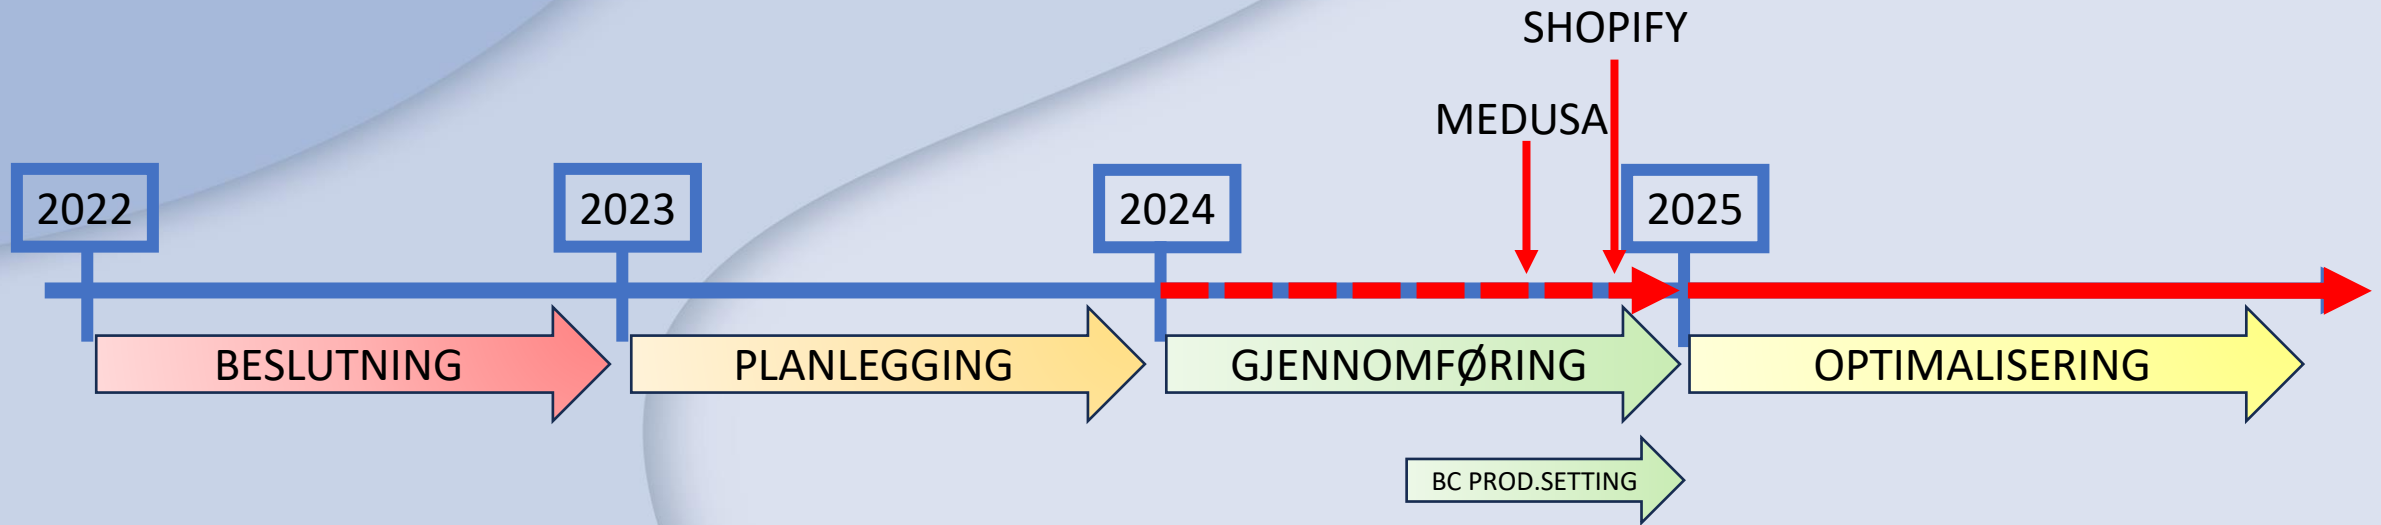 SHOPIFY
MEDUSA
2022
2023
2024
2025
BESLUTNING
PLANLEGGING
GJENNOMFØRING
OPTIMALISERING
BC PROD.SETTING